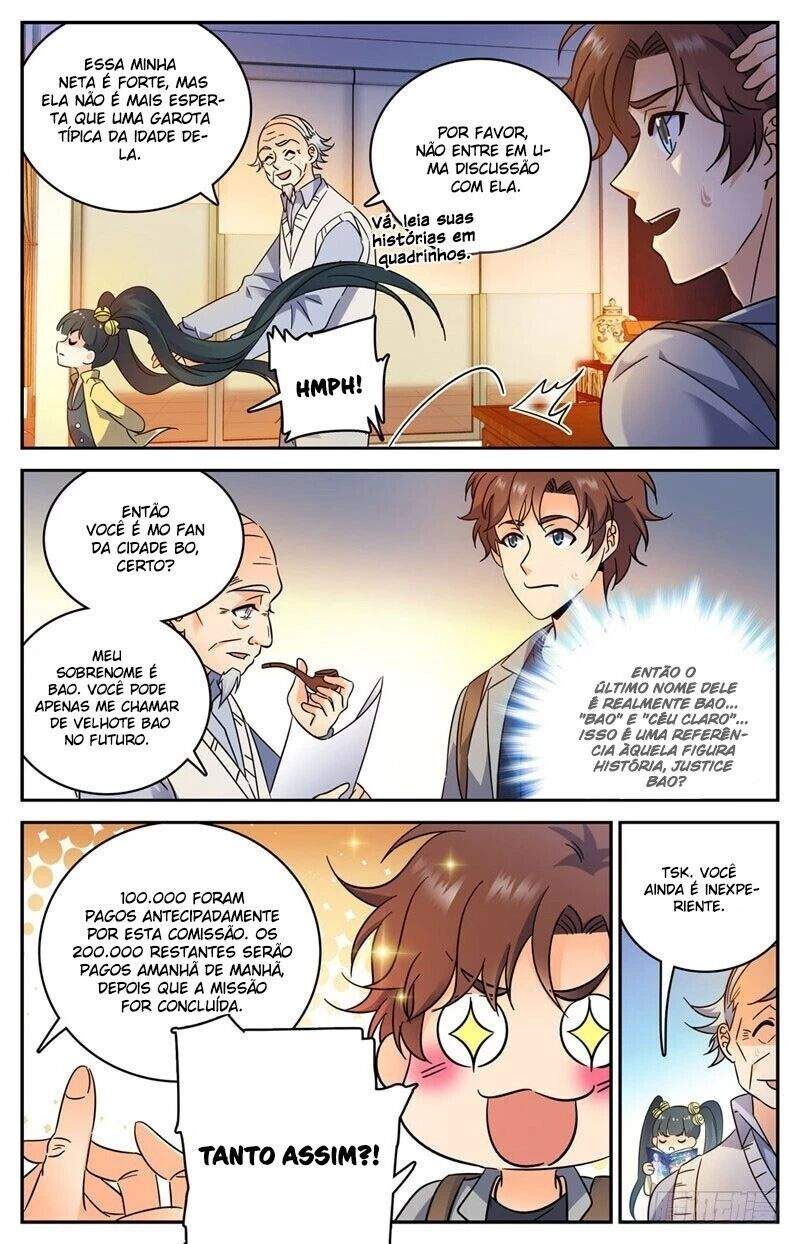 ESSA MINHA
NETA É FORTE, MAS
ELA NÃO É MAIS ESPER-
TA QUE UMA GAROTA
TÍPICA DA IDADE DE-
LA.
POR FAVOR,
NÃO ENTRE EM U-
MA DISCUSSÃO
COM ELA.
Vá, leia suas
histórias em
quadrinhos.
HMPH!
ENTÃO
VOCÊ É MO FAN
DA CIDADE BO,
CERTO?
MEU
SOBRENOME É
BAO. VOCÊ PODE
APENAS ME CHAMAR
DE VELHOTE BAO
NO FUTURO.
ENTÃO O
ÚLTIMO NOME DELE
É REALMENTE BAO...
"BAO" E "CÉU CLARO"...
ISSO É UMA REFERÊN-
CIA ÀQUELA FIGURA
HISTÓRIA, JUSTICE
BAO?
100.000 FORAM
PAGOS ANTECIPADAMENTE
POR ESTA COMISSÃO. OS
200.000 RESTANTES SERÃO
PAGOS AMANHÃ DE MANHÃ,
DEPOIS QUE A MISSÃO
FOR CONCLUÍDA.
TANTO ASSIM?!
TSK. VOCÊ
AINDA É INEXPE-
RIENTE.